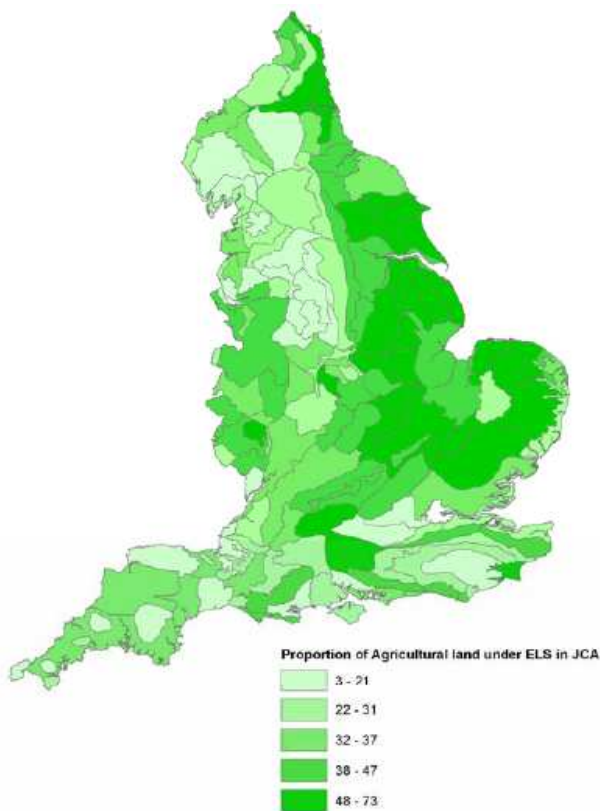 Proportion of Agricultural land under ELS in JCA
3 - 21
22 - 31
32 - 37
38 - 47
48 - 73